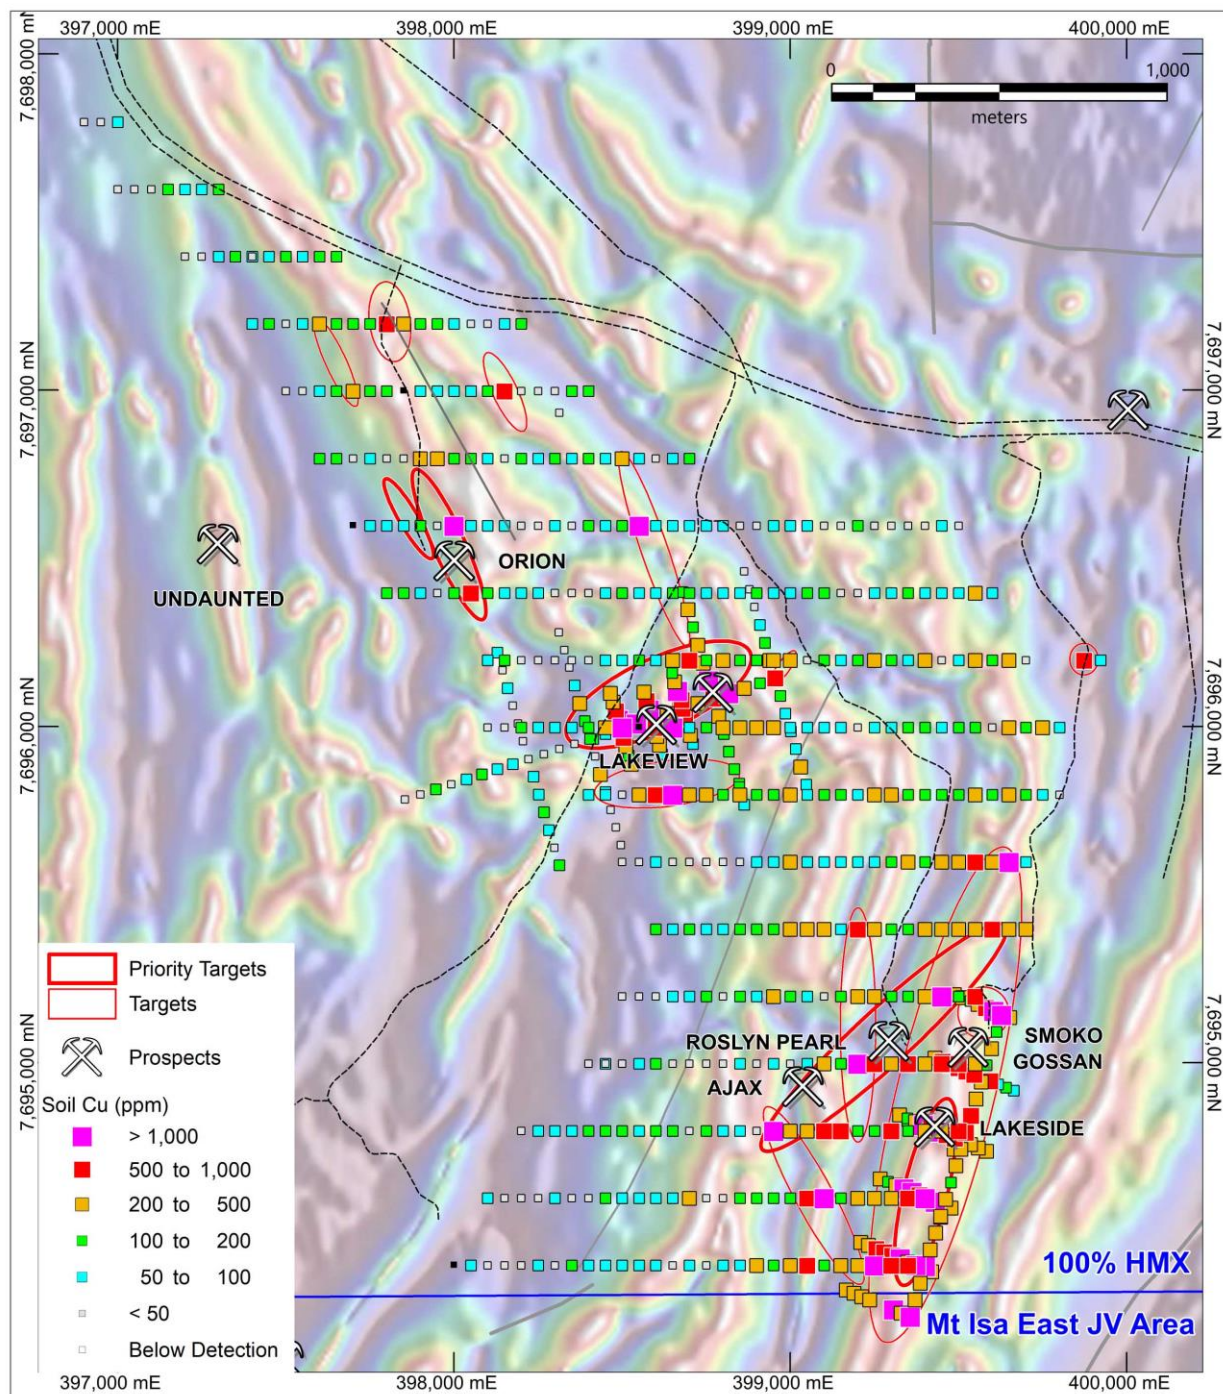 397,000 mE
398,000 mE
399,000 mE
400,000 mE
7,698,000 mN
0
1,000
meters
7,697,000 mN
7,697,000 mN
ORION
UNDAUNTED
7,696,000 mN
7,696,000 mN
LAKEVIEW
Priority Targets
Targets
Prospects
Soil Cu (ppm)
> 1,000
500 to 1,000
200 to 500
100 to 200
50 to 100
< 50
Below Detection
7,695,000 mN
7,695,000 mN
ROSLYN PEARL
SMOKO
GOSSAN
AJAX
LAKESIDE
100% HMX
Mt Isa East JV Area
397,000 mE
398,000 mE
399,000 mE
400,000 mE